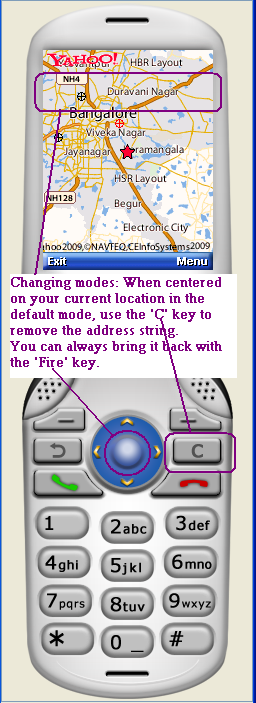 YAHOO!
HBR Layout
NH4
Duravani Nagar
Bangalore
Viveka Nagar
Jayanagar
ramangala
HSR Layout
NH128
Begur
Electronic City
hoo2009,©NAVTEQ,CEInfoSystems2009
Exit Menu
Changing modes: When centered
on your current location in the
default mode, use the 'C' key to
remove the address string.
You can always bring it back with
the 'Fire' key.
C
1 2abc 3def
4ghi 5jkl 6mno
7pqrs 8tuv 9wxyz
* 0 _ #